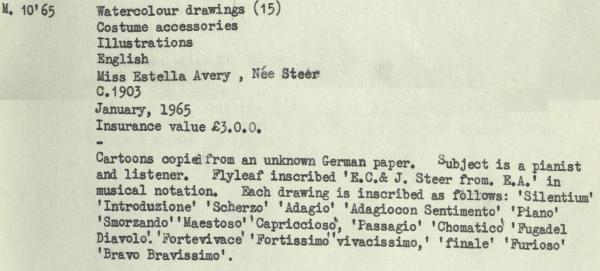 M. 10'65 Watercolour drawings (15)
Costume accessories
Illustrations
English
Miss Estella Avery , Née Steer
C.1903
January, 1965
Insurance value £3.0.0.
-
Cartoons copied from an unknown German paper. Subject is a pianist
and listener. Flyleaf inscribed 'E.C.& J. Steer from. E.A.' in
musical notation. Each drawing is inscribed as follows: 'Silentium'
'Introduzione' 'Scherzo' 'Adagio' 'Adagiocon Sentimento' 'Piano'
'Smorzando''Maestoso''Capriccioso', 'Passagio' 'Chomatico' 'Fugadel
Diavolo'. 'Fortevivace' 'Fortissimo''vivacissimo,' 'finale' 'Furioso'
'Bravo Bravissimo'.